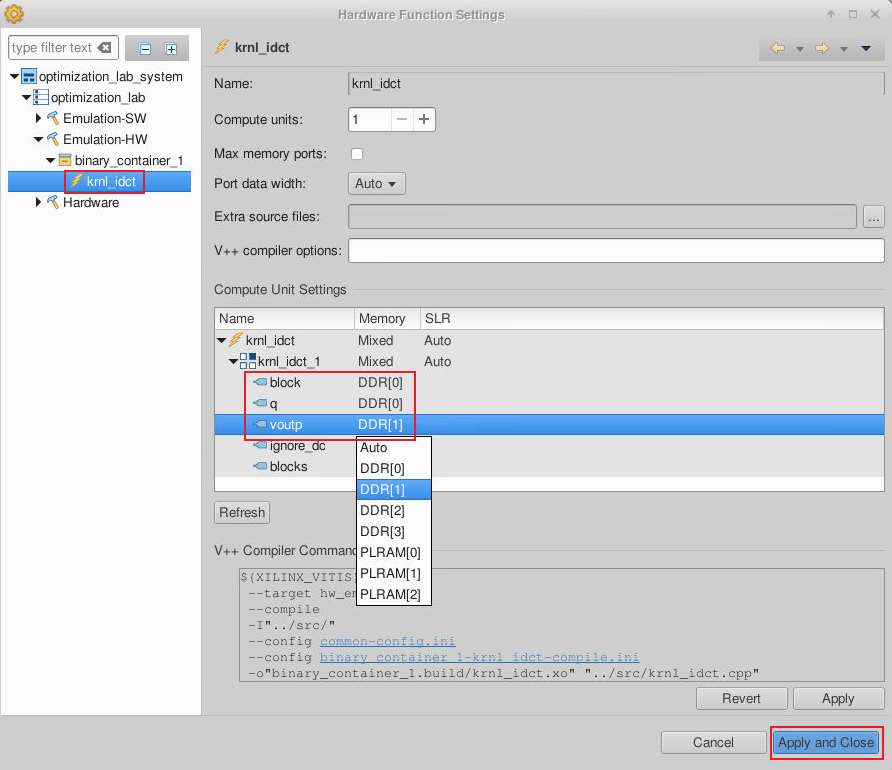 Hardware Function Settings
type filter text
optimization_lab_system
optimization_lab
Emulation-SW
Emulation-HW
binary_container_1
krnl_idct
Hardware
krnl_idct
Name: krnl_idct
Compute units: 1
Max memory ports:
Port data width: Auto
Extra source files: ...
V++ compiler options:
Compute Unit Settings
Name Memory SLR
krnl_idct Mixed Auto
krnl_idct_1 Mixed Auto
block DDR[0]
q DDR[0]
voutp DDR[1]
ignore_dc
blocks
Auto
DDR[0]
DDR[1]
DDR[2]
DDR[3]
PLRAM[0]
PLRAM[1]
PLRAM[2]
Refresh
V++ Compiler Command
${XILINX_VITIS}
--target hw_em
--compile
-I"../src/"
--config common-config.ini
--config binary_container_1-krnl_idct-compile.ini
-o"binary_container_1.build/krnl_idct.xo" "../src/krnl_idct.cpp"
Revert Apply
Cancel Apply and Close